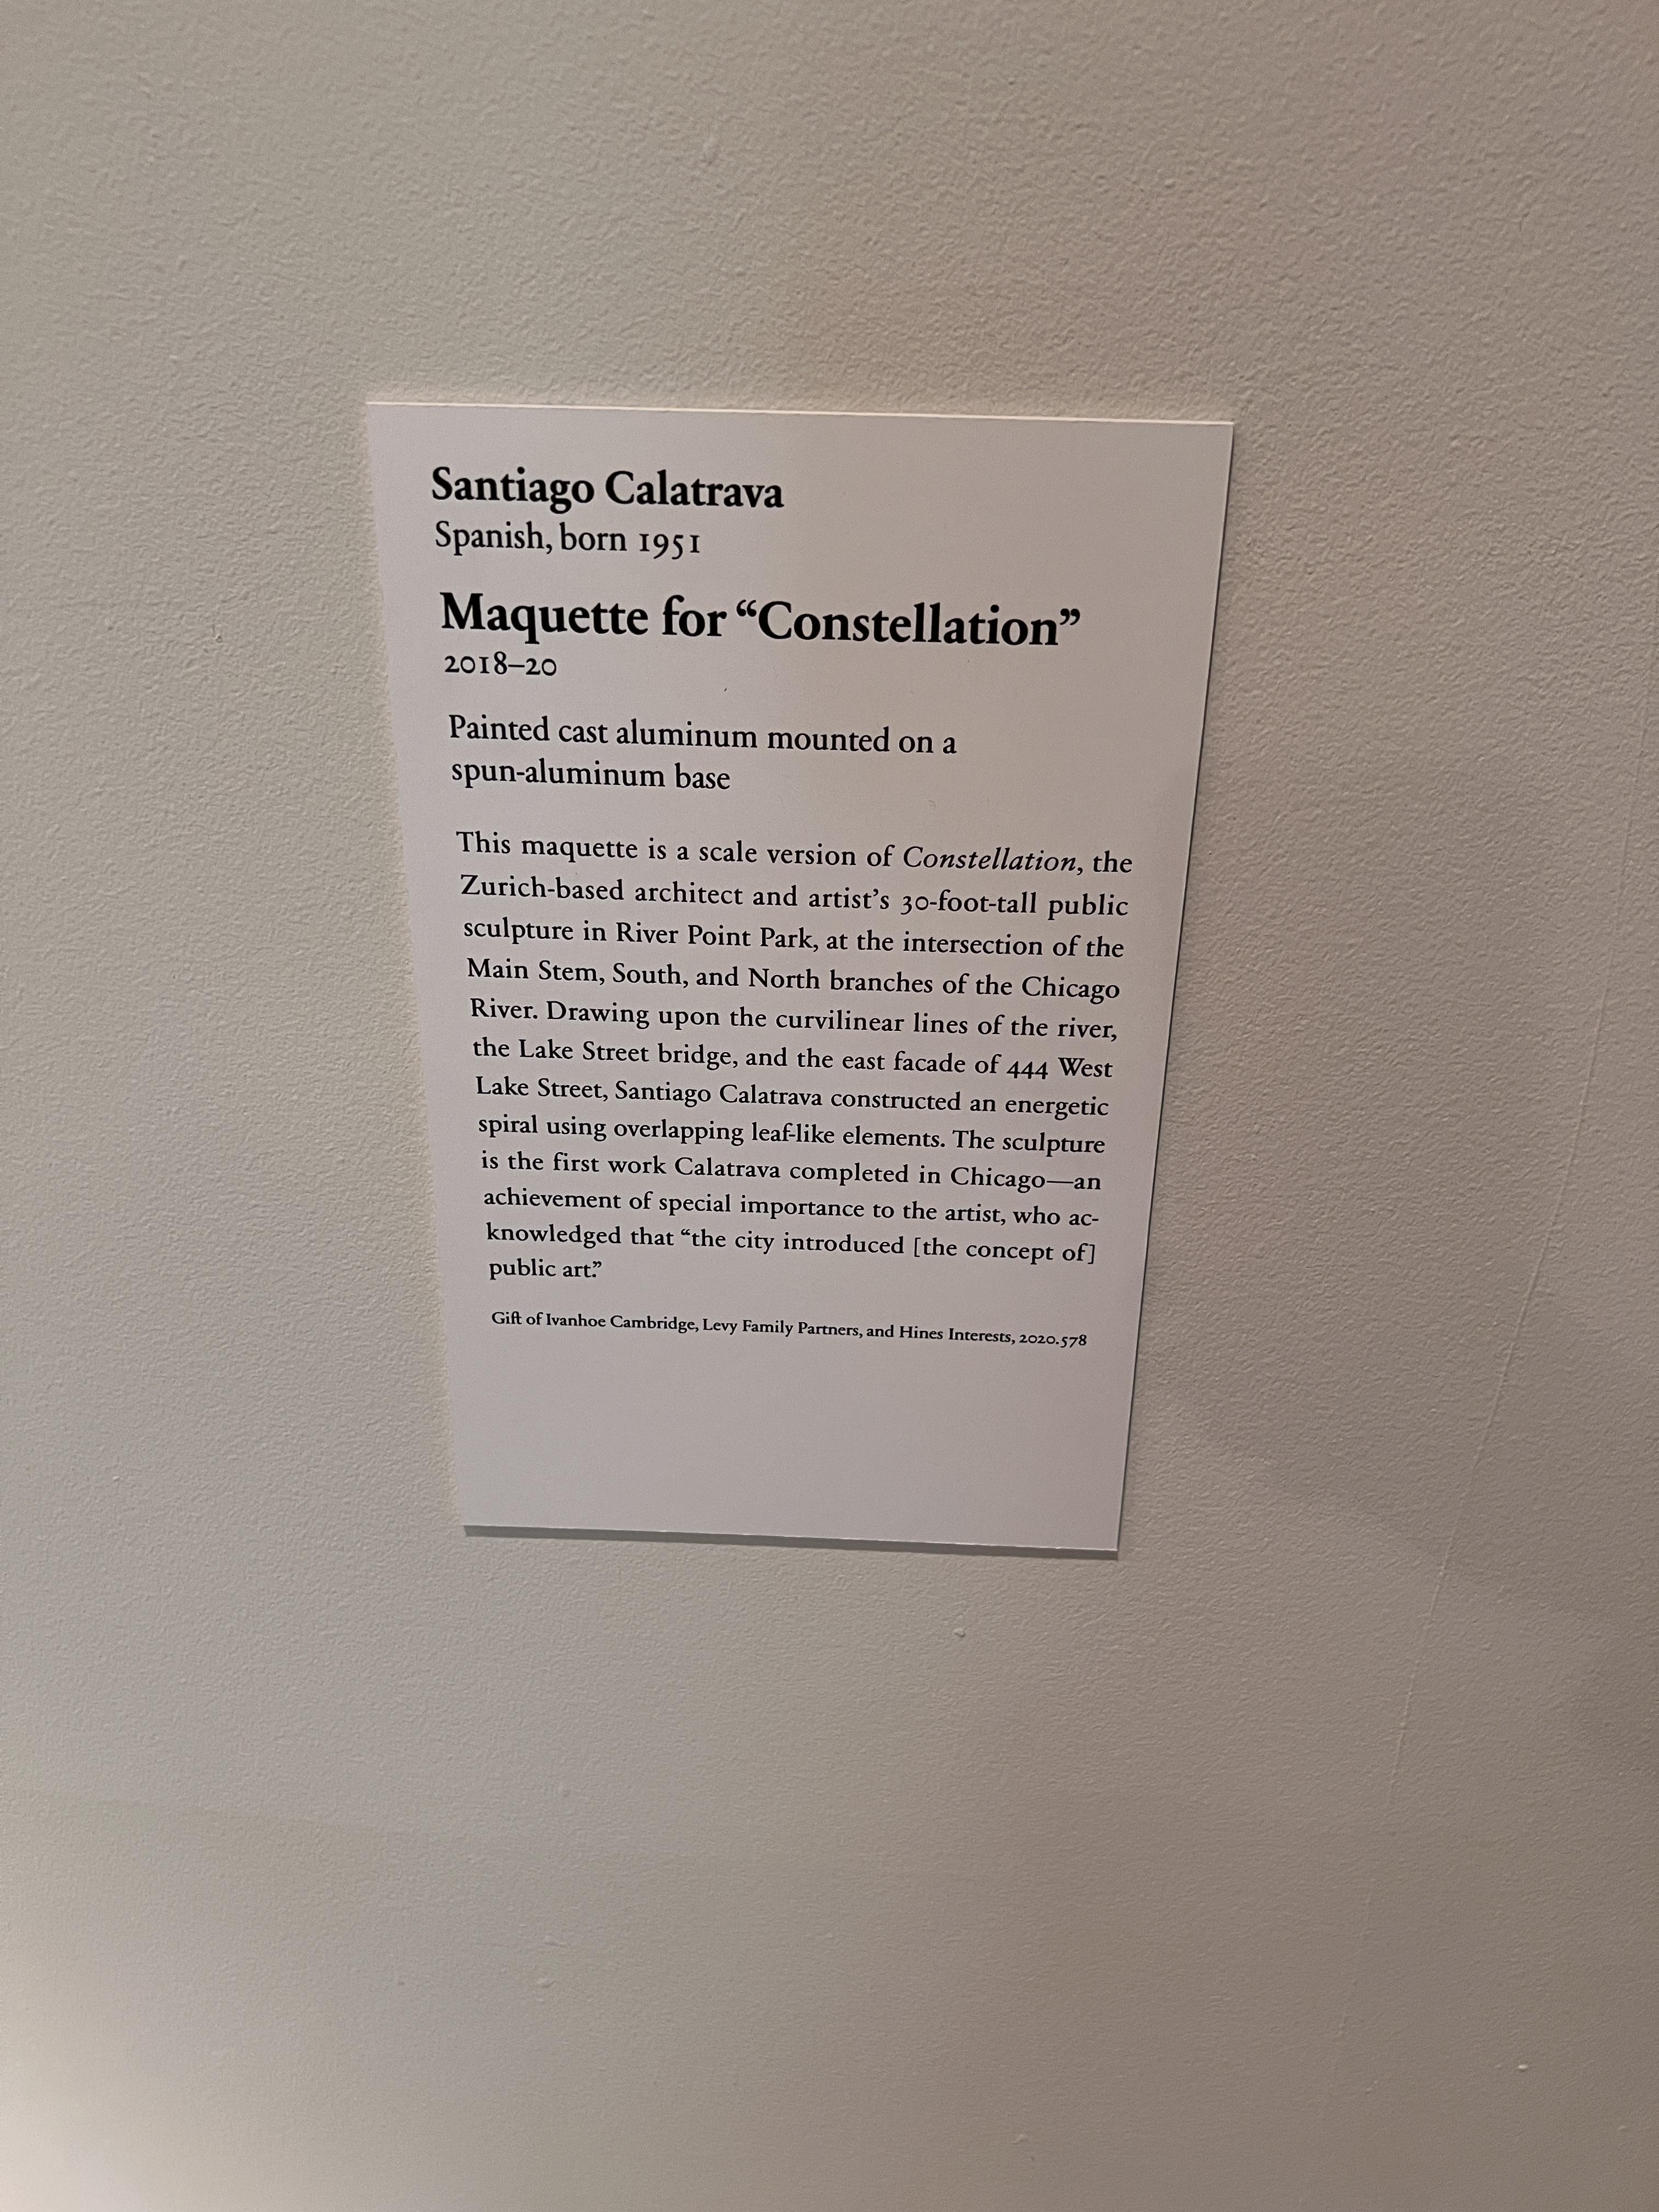 Santiago Calatrava
Spanish, born 1951
Maquette for “Constellation”
2018–20
Painted cast aluminum mounted on a
spun-aluminum base
This maquette is a scale version of Constellation, the
Zurich-based architect and artist’s 30-foot-tall public
sculpture in River Point Park, at the intersection of the
Main Stem, South, and North branches of the Chicago
River. Drawing upon the curvilinear lines of the river,
the Lake Street bridge, and the east facade of 444 West
Lake Street, Santiago Calatrava constructed an energetic
spiral using overlapping leaf-like elements. The sculpture
is the first work Calatrava completed in Chicago—an
achievement of special importance to the artist, who ac-
knowledged that “the city introduced [the concept of]
public art.”
Gift of Ivanhoe Cambridge, Levy Family Partners, and Hines Interests, 2020.578